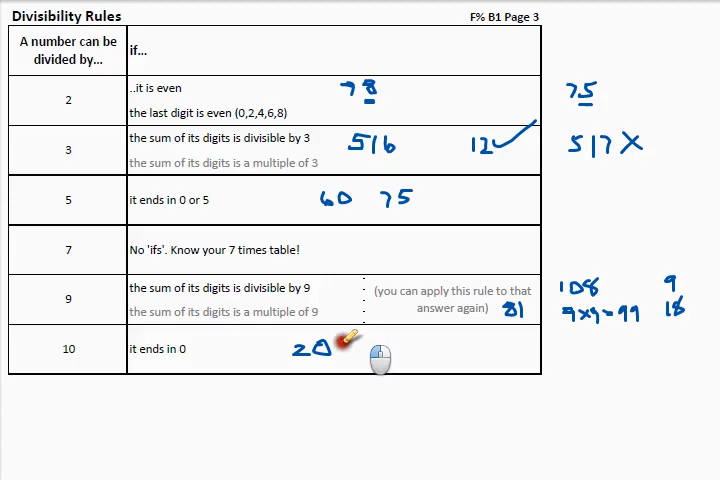 Divisibility Rules F% B1 Page 3
A number can be divided by... if...
2 ..it is even 78 75
the last digit is even (0,2,4,6,8)
3 the sum of its digits is divisible by 3 516 12 517
the sum of its digits is a multiple of 3
5 it ends in 0 or 5 60 75
7 No 'ifs'. Know your 7 times table!
9 the sum of its digits is divisible by 9 (you can apply this rule to that 108 9
the sum of its digits is a multiple of 9 answer again) 81 9x9=99 18
10 it ends in 0 20